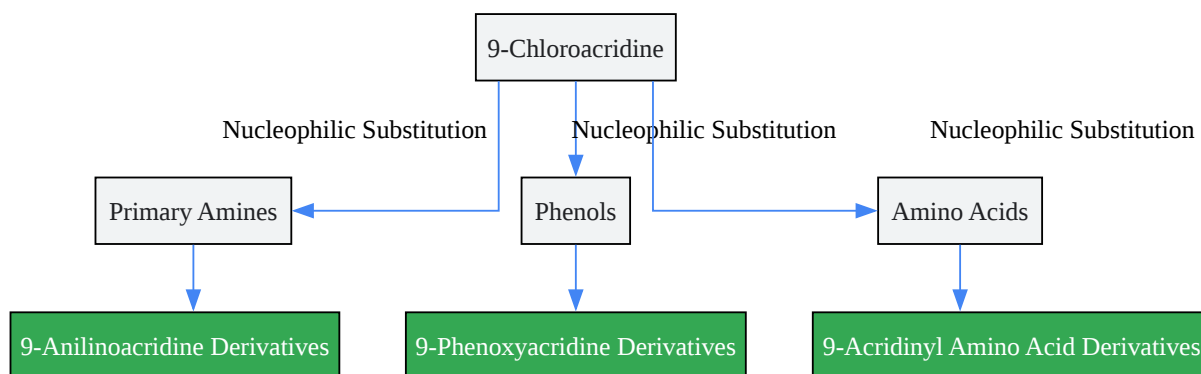 9-Chloroacridine
Nucleophilic Substitution
Nucleophilic Substitution
Nucleophilic Substitution
Primary Amines
Phenols
Amino Acids
9-Anilinoacridine Derivatives
9-Phenoxyacridine Derivatives
9-Acridinyl Amino Acid Derivatives